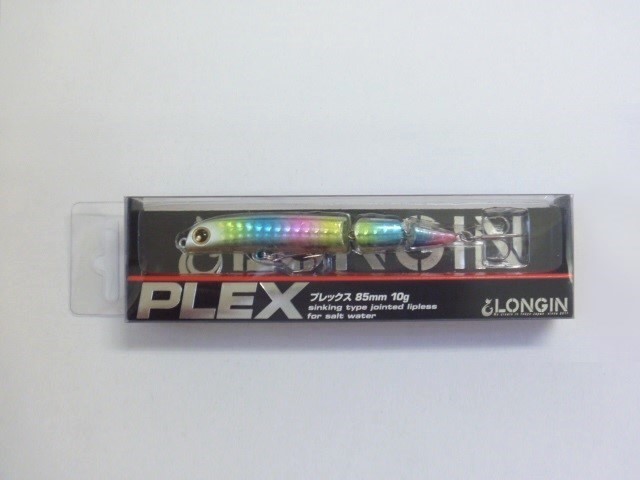 LONGIN
PLEX
プレックス 85mm 10g
sinking type jointed lipless
for salt water
LONGIN